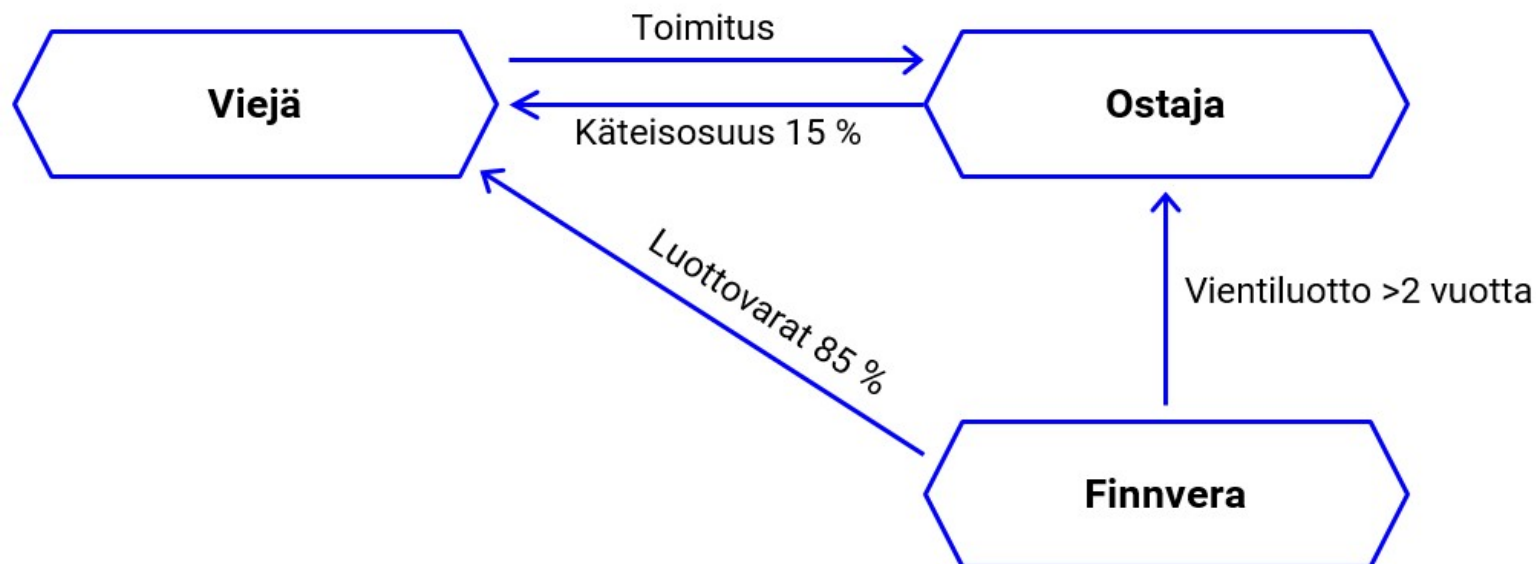 Toimitus
Viejä
Ostaja
Käteisosuus 15 %
Luottovarat 85 %
Vientiluotto >2 vuotta
Finnvera